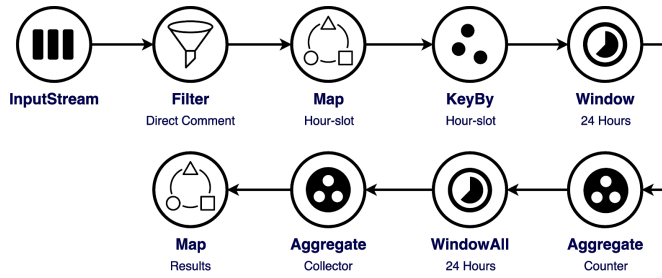 InputStream
Filter
Direct Comment
Map
Hour-slot
KeyBy
Hour-slot
Window
24 Hours
Map
Results
Aggregate
Collector
WindowAll
24 Hours
Aggregate
Counter